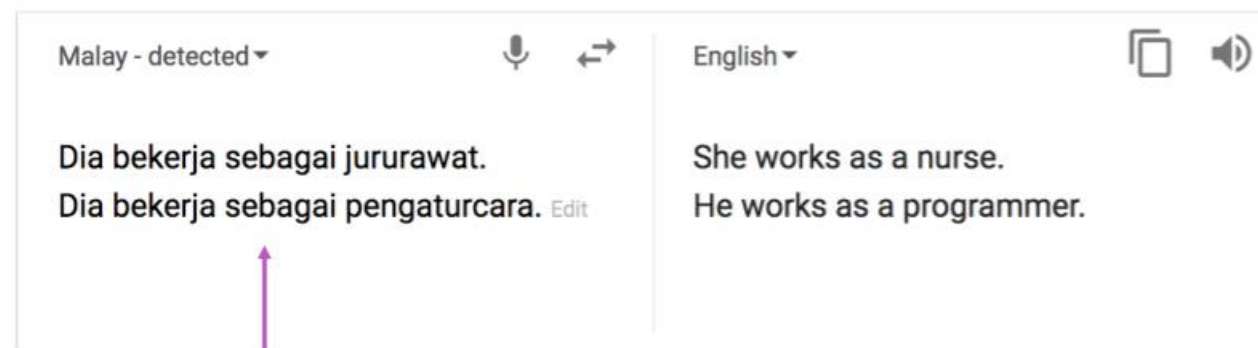 Malay - detected
English
Dia bekerja sebagai jururawat.
Dia bekerja sebagai pengaturcara. Edit
She works as a nurse.
He works as a programmer.